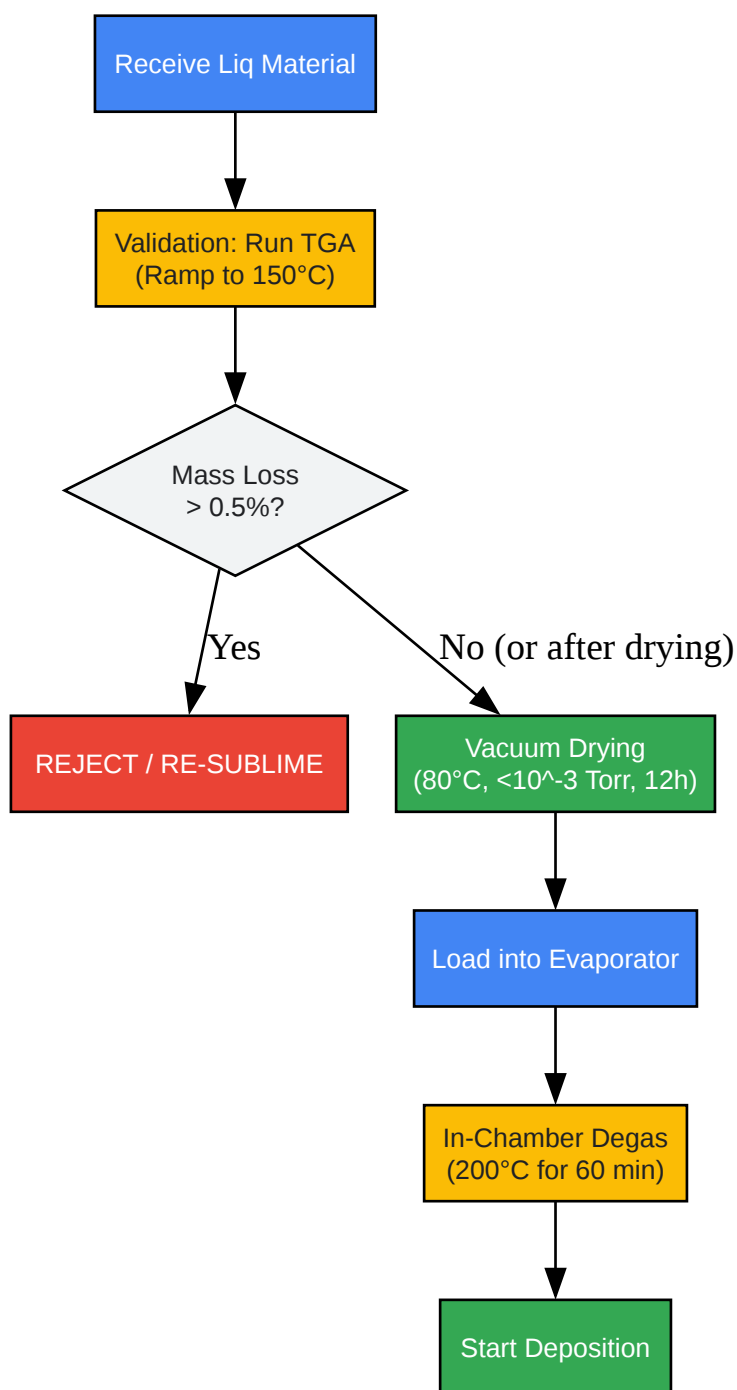 Receive Liq Material
Validation: Run TGA
(Ramp to 150°C)
Mass Loss
> 0.5%?
Yes
No (or after drying)
REJECT / RE-SUBLIME
Vacuum Drying
(80°C, <10^-3 Torr, 12h)
Load into Evaporator
In-Chamber Degas
(200°C for 60 min)
Start Deposition